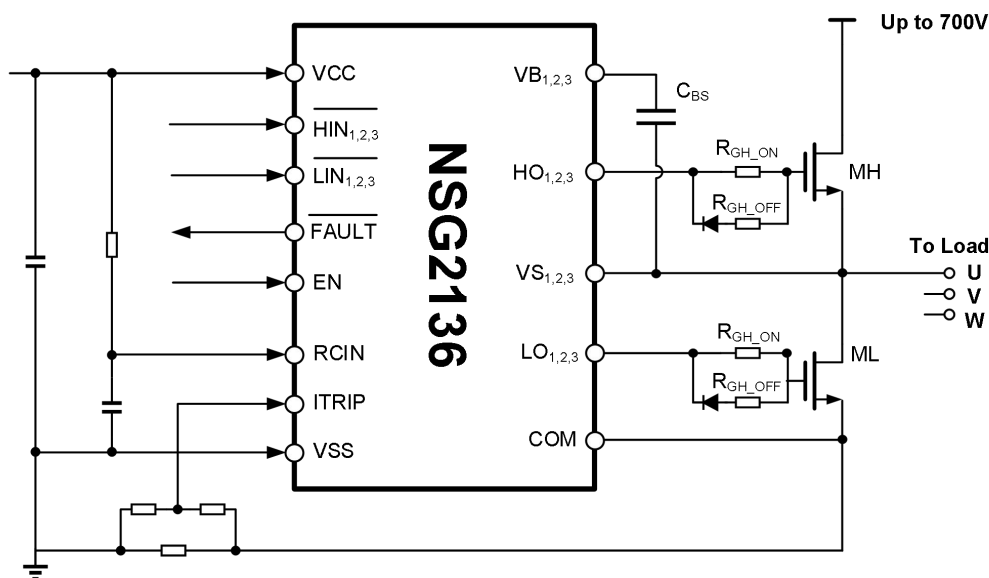 Up to 700V
VCC
HIN1,2,3
LIN1,2,3
FAULT
EN
RCIN
ITRIP
VSS
NSG2136
VB1,2,3
HO1,2,3
VS1,2,3
LO1,2,3
COM
CBS
RGH_ON
RGH_OFF
MH
To Load
U
V
W
RGH_ON
RGH_OFF
ML